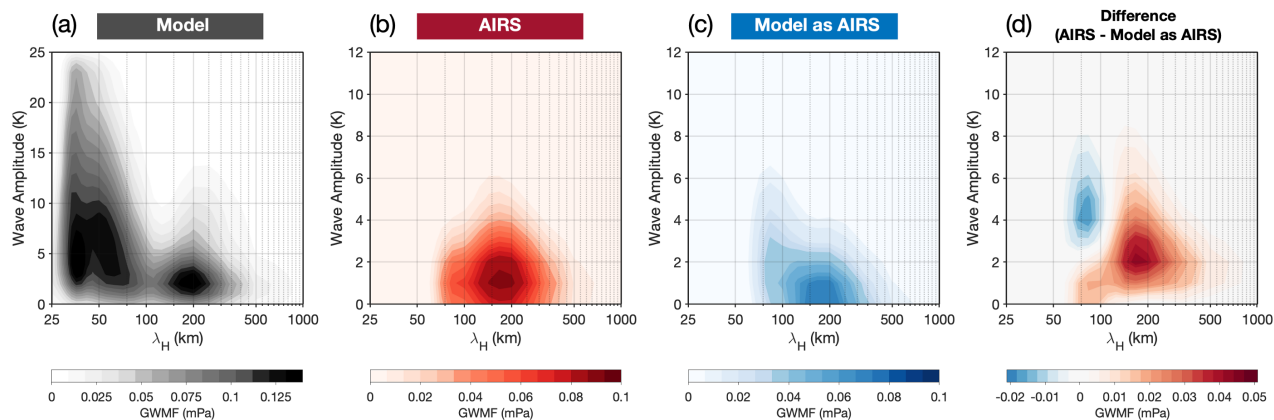 (a) Model
Wave Amplitude (K)
25
20
15
10
5
0
25 50 100 200 500 1000
λH (km)
0 0.025 0.05 0.075 0.1 0.125
GWMF (mPa)
(b) AIRS
Wave Amplitude (K)
12
10
8
6
4
2
0
25 50 100 200 500 1000
λH (km)
0 0.02 0.04 0.06 0.08 0.1
GWMF (mPa)
(c) Model as AIRS
Wave Amplitude (K)
12
10
8
6
4
2
0
25 50 100 200 500 1000
λH (km)
0 0.02 0.04 0.06 0.08 0.1
GWMF (mPa)
(d) Difference
(AIRS - Model as AIRS)
Wave Amplitude (K)
12
10
8
6
4
2
0
25 50 100 200 500 1000
λH (km)
-0.02 -0.01 0 0.01 0.02 0.03 0.04 0.05
GWMF (mPa)